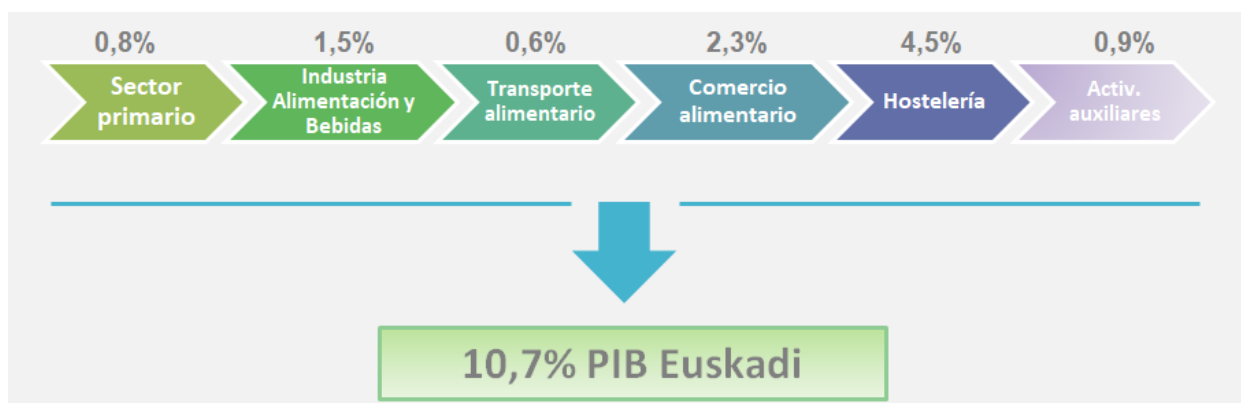 0,8%
1,5%
0,6%
2,3%
4,5%
0,9%
Sector
primario
Industria
Alimentación y
Bebidas
Transporte
alimentario
Comercio
alimentario
Hostelería
Activ.
auxiliares
10,7% PIB Euskadi